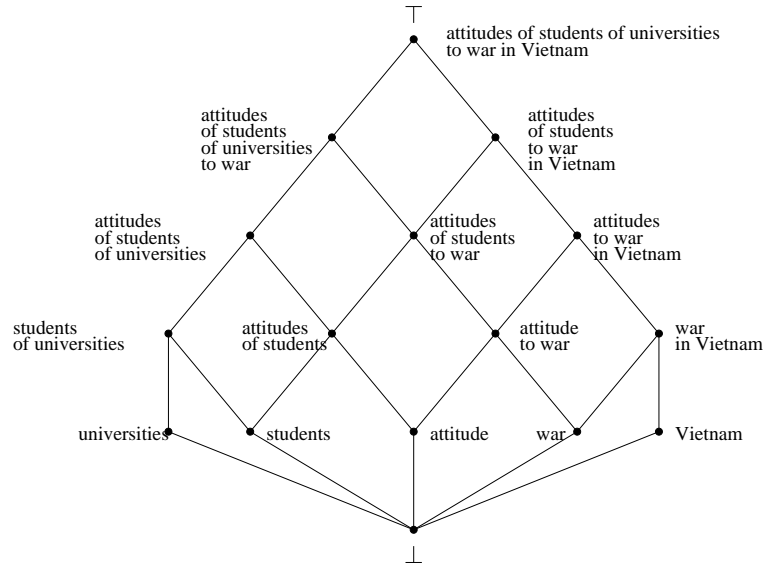 ⊤
attitudes of students of universities
to war in Vietnam
attitudes
of students
of universities
to war
attitudes
of students
to war
in Vietnam
attitudes
of students
of universities
attitudes
of students
to war
attitudes
to war
in Vietnam
students
of universities
attitudes
of students
attitude
to war
war
in Vietnam
universities
students
attitude
war
Vietnam
⊥